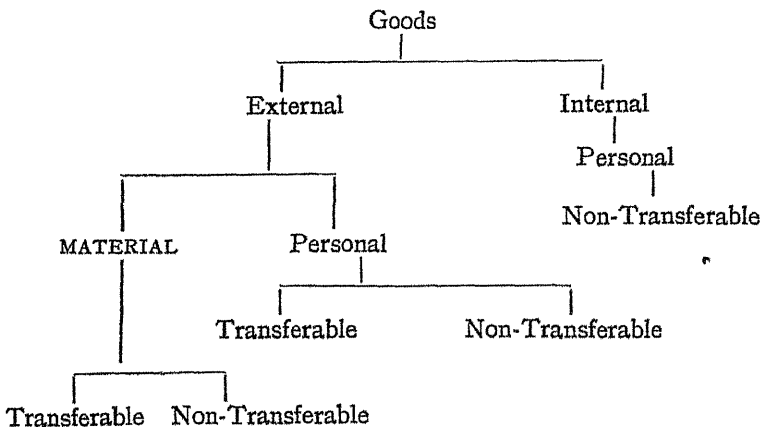 Goods
External Internal
Personal
Non-Transferable
MATERIAL Personal
Transferable Non-Transferable
Transferable Non-Transferable